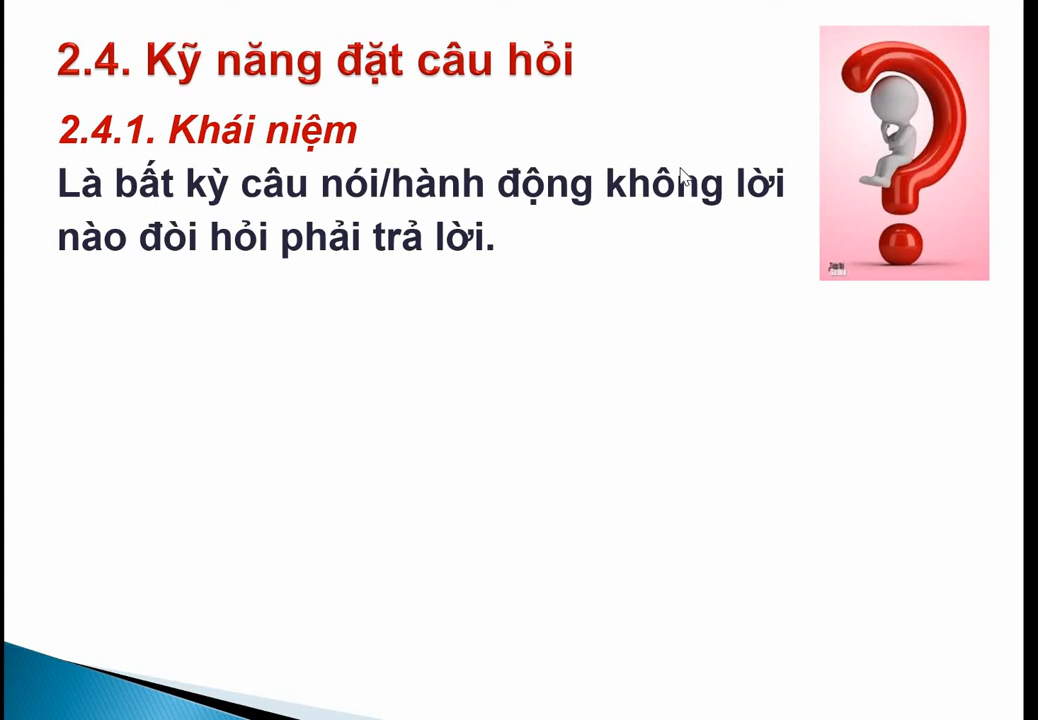 2.4. Kỹ năng đặt câu hỏi
2.4.1. Khái niệm
Là bất kỳ câu nói/hành động không lời
nào đòi hỏi phải trả lời.